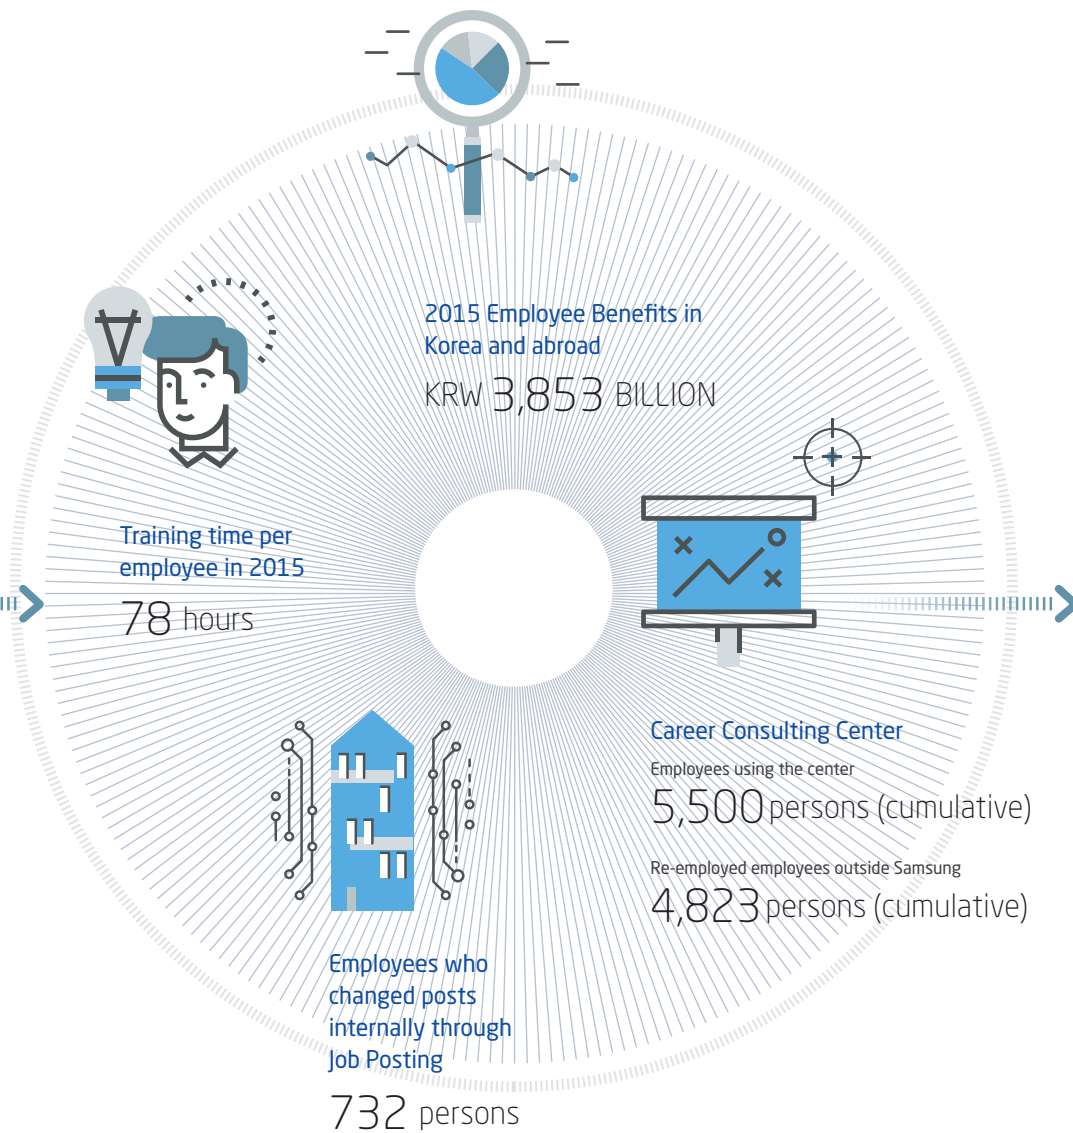 2015 Employee Benefits in
Korea and abroad
KRW 3,853 BILLION
Training time per
employee in 2015
78 hours
Career Consulting Center
Employees using the center
5,500 persons (cumulative)
Re-employed employees outside Samsung
4,823 persons (cumulative)
Employees who
changed posts
internally through
Job Posting
732 persons